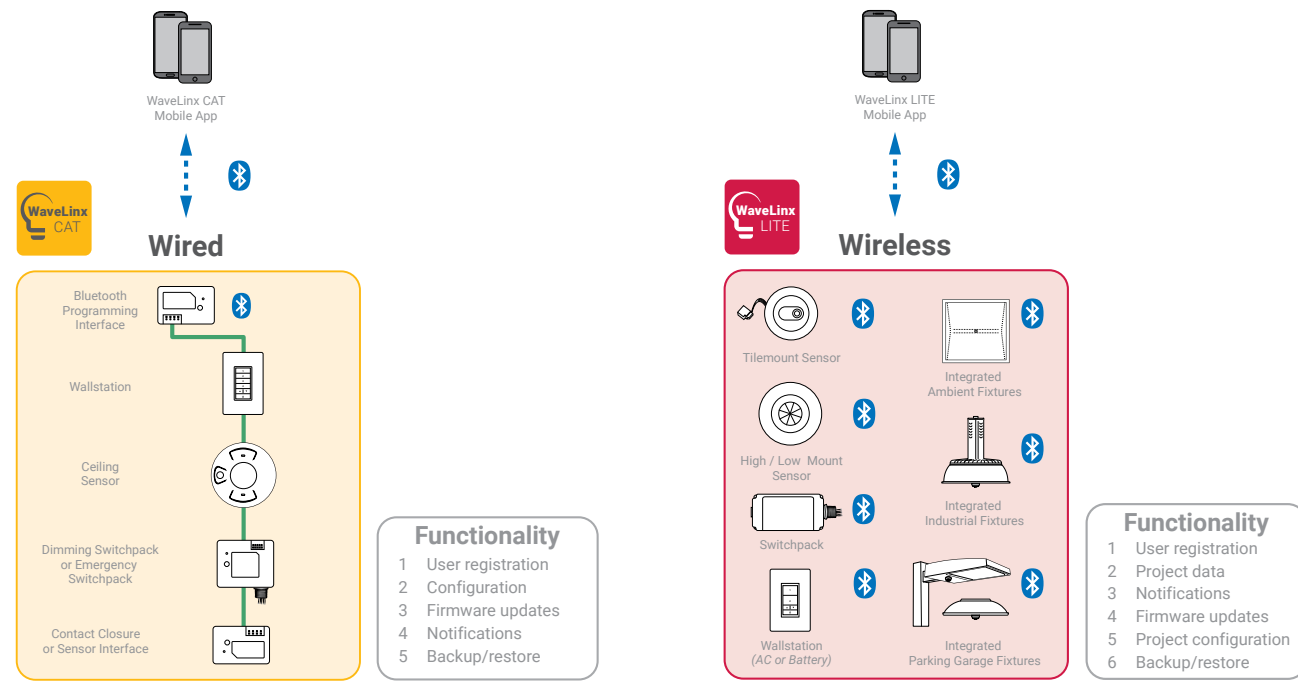 WaveLinx CAT
Mobile App
WaveLinx
CAT
Wired
Bluetooth
Programming
Interface
Wallstation
Ceiling
Sensor
Dimming Switchpack
or Emergency
Switchpack
Contact Closure
or Sensor Interface
Functionality
1 User registration
2 Configuration
3 Firmware updates
4 Notifications
5 Backup/restore
WaveLinx LITE
Mobile App
WaveLinx
LITE
Wireless
Tilemount Sensor
High / Low Mount
Sensor
Switchpack
Wallstation
(AC or Battery)
Integrated
Ambient Fixtures
Integrated
Industrial Fixtures
Integrated
Parking Garage Fixtures
Functionality
1 User registration
2 Project data
3 Notifications
4 Firmware updates
5 Project configuration
6 Backup/restore